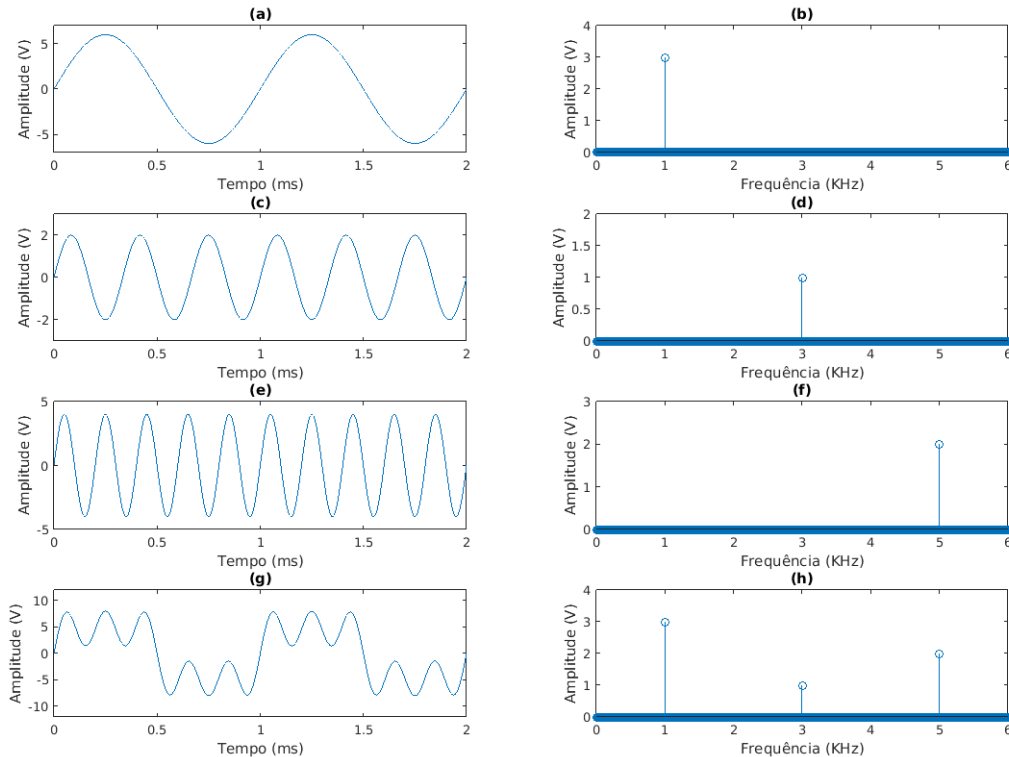 (a)
Amplitude (V)
5
0
-5
0 0.5 1 1.5 2
Tempo (ms)
(b)
Amplitude (V)
4
3
2
1
0
0 1 2 3 4 5 6
Frequência (KHz)
(c)
Amplitude (V)
2
0
-2
0 0.5 1 1.5 2
Tempo (ms)
(d)
Amplitude (V)
2
1.5
1
0.5
0
0 1 2 3 4 5 6
Frequência (KHz)
(e)
Amplitude (V)
5
0
-5
0 0.5 1 1.5 2
Tempo (ms)
(f)
Amplitude (V)
3
2
1
0
0 1 2 3 4 5 6
Frequência (KHz)
(g)
Amplitude (V)
10
5
0
-5
-10
0 0.5 1 1.5 2
Tempo (ms)
(h)
Amplitude (V)
4
3
2
1
0
0 1 2 3 4 5 6
Frequência (KHz)